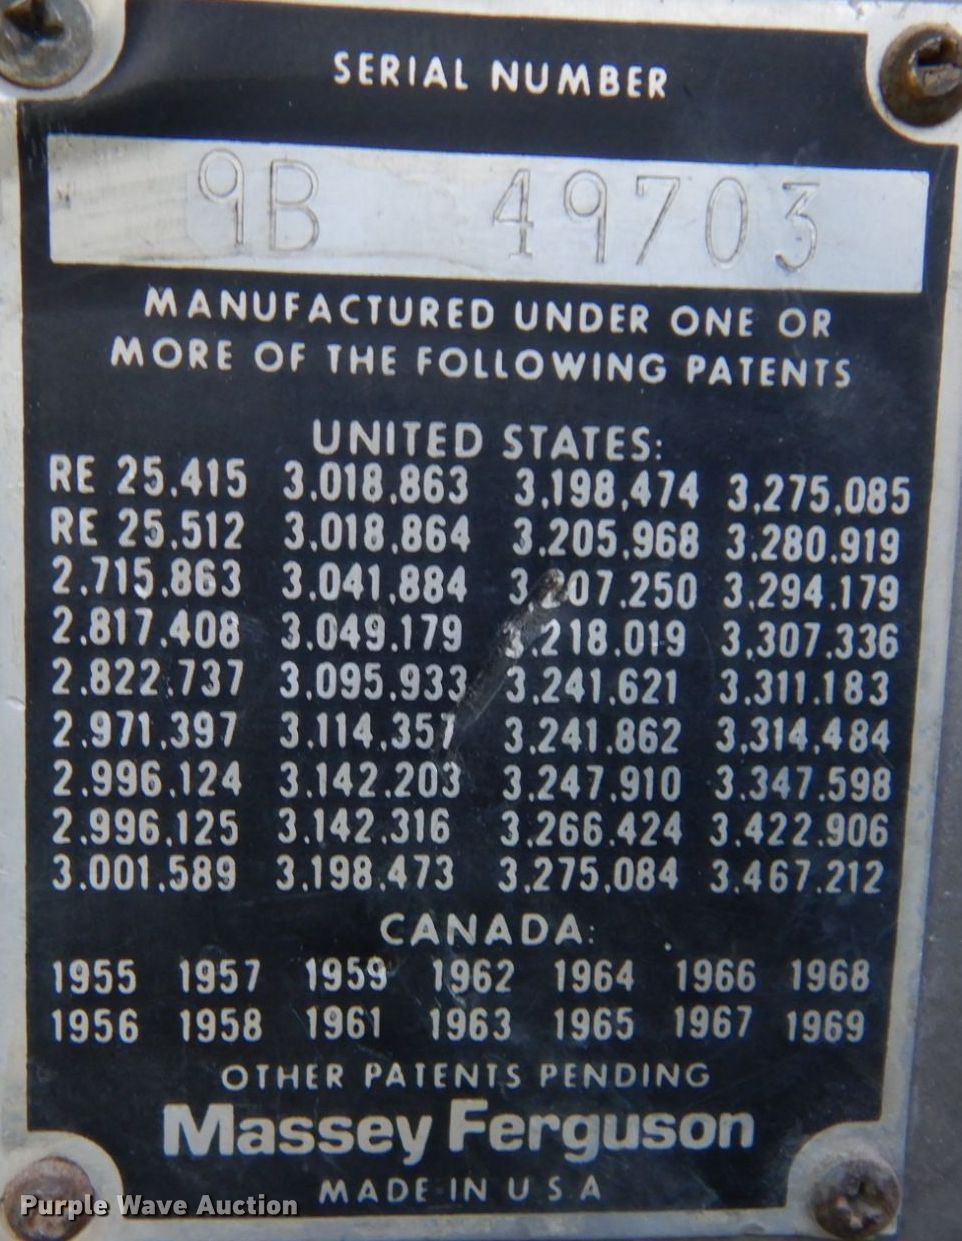 SERIAL NUMBER
9B 49703
MANUFACTURED UNDER ONE OR
MORE OF THE FOLLOWING PATENTS
UNITED STATES:
RE 25.415 3.018.863 3.198.474 3.275.085
RE 25.512 3.018.864 3.205.968 3.280.919
2.715.863 3.041.884 3.207.250 3.294.179
2.817.408 3.049.179 3.218.019 3.307.336
2.822.737 3.095.933 3.241.621 3.311.183
2.971.397 3.114.357 3.241.862 3.314.484
2.996.124 3.142.203 3.247.910 3.347.598
2.996.125 3.142.316 3.266.424 3.422.906
3.001.589 3.198.473 3.275.084 3.467.212
CANADA:
1955 1957 1959 1962 1964 1966 1968
1956 1958 1961 1963 1965 1967 1969
OTHER PATENTS PENDING
Massey Ferguson
MADE IN U S A
Purple Wave Auction